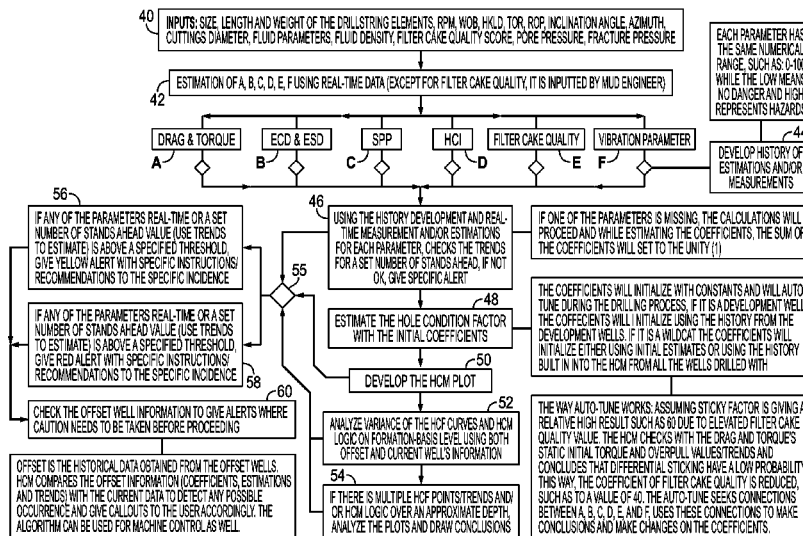 40
INPUTS: SIZE, LENGTH AND WEIGHT OF THE DRILLSTRING ELEMENTS, RPM, WOB, HKLD, TOR, ROP, INCLINATION ANGLE, AZIMUTH,
CUTTINGS DIAMETER, FLUID PARAMETERS, FLUID DENSITY, FILTER CAKE QUALITY SCORE, PORE PRESSURE, FRACTURE PRESSURE
EACH PARAMETER HAS
THE SAME NUMERICAL
RANGE, SUCH AS: 0-100
WHILE THE LOW MEANS
NO DANGER AND HIGH
REPRESENTS HAZARDS
42
ESTIMATION OF A, B, C, D, E, F USING REAL-TIME DATA (EXCEPT FOR FILTER CAKE QUALITY, IT IS INPUTTED BY MUD ENGINEER)
DRAG & TORQUE
A
ECD & ESD
B
SPP
C
HCI
D
FILTER CAKE QUALITY
E
VIBRATION PARAMETER
F
44
DEVELOP HISTORY OF
ESTIMATIONS AND/OR
MEASUREMENTS
56
IF ANY OF THE PARAMETERS REAL-TIME OR A SET
NUMBER OF STANDS AHEAD VALUE (USE TRENDS
TO ESTIMATE) IS ABOVE A SPECIFIED THRESHOLD,
GIVE YELLOW ALERT WITH SPECIFIC INSTRUCTIONS/
RECOMMENDATIONS TO THE SPECIFIC INCIDENCE
46
USING THE HISTORY DEVELOPMENT AND REAL-
TIME MEASUREMENT AND/OR ESTIMATIONS
FOR EACH PARAMETER, CHECKS THE TRENDS
FOR A SET NUMBER OF STANDS AHEAD, IF NOT
OK, GIVE SPECIFIC ALERT
IF ONE OF THE PARAMETERS IS MISSING, THE CALCULATIONS WILL
PROCEED AND WHILE ESTIMATING THE COEFFICIENTS, THE SUM OF
THE COEFFICIENTS WILL SET TO THE UNITY (1)
55
IF ANY OF THE PARAMETERS REAL-TIME OR A SET
NUMBER OF STANDS AHEAD VALUE (USE TRENDS
TO ESTIMATE) IS ABOVE A SPECIFIED THRESHOLD,
GIVE RED ALERT WITH SPECIFIC INSTRUCTIONS/
RECOMMENDATIONS TO THE SPECIFIC INCIDENCE
58
48
ESTIMATE THE HOLE CONDITION FACTOR
WITH THE INITIAL COEFFICIENTS
THE COEFFICIENTS WILL INITIALIZE WITH CONSTANTS AND WILL AUTO-
TUNE DURING THE DRILLING PROCESS, IF IT IS A DEVELOPMENT WELL
THE COFFECIENTS WILL INITIALIZE USING THE HISTORY FROM THE
DEVELOPMENT WELLS. IF IT IS A WILDCAT THE COEFFICIENTS WILL
INITIALIZE EITHER USING INITIAL ESTIMATES OR USING THE HISTORY
BUILT IN INTO THE HCM FROM ALL THE WELLS DRILLED WITH
50
DEVELOP THE HCM PLOT
60
CHECK THE OFFSET WELL INFORMATION TO GIVE ALERTS WHERE
CAUTION NEEDS TO BE TAKEN BEFORE PROCEEDING
52
ANALYZE VARIANCE OF THE HCF CURVES AND HCM
LOGIC ON FORMATION-BASIS LEVEL USING BOTH
OFFSET AND CURRENT WELL'S INFORMATION
THE WAY AUTO-TUNE WORKS: ASSUMING STICKY FACTOR IS GIVING A
RELATIVE HIGH RESULT SUCH AS 60 DUE TO ELEVATED FILTER CAKE
QUALITY VALUE. THE HCM CHECKS WITH THE DRAG AND TORQUE'S
STATIC INITIAL TORQUE AND OVERPULL VALUES/TRENDS AND
CONCLUDES THAT DIFFERENTIAL STICKING HAVE A LOW PROBABILITY
THIS WAY, THE COEFFICIENT OF FILTER CAKE QUALITY IS REDUCED,
SUCH AS TO A VALUE OF 40. THE AUTO-TUNE SEEKS CONNECTIONS
BETWEEN A, B, C, D, E, AND F, USES THESE CONNECTIONS TO MAKE
CONCLUSIONS AND MAKE CHANGES ON THE COEFFICIENTS.
OFFSET IS THE HISTORICAL DATA OBTAINED FROM THE OFFSET WELLS.
HCM COMPARES THE OFFSET INFORMATION (COEFFICIENTS, ESTIMATIONS
AND TRENDS) WITH THE CURRENT DATA TO DETECT ANY POSSIBLE
OCCURRENCE AND GIVE CALLOUTS TO THE USER ACCORDINGLY. THE
ALGORITHM CAN BE USED FOR MACHINE CONTROL AS WELL.
54
IF THERE IS MULTIPLE HCF POINTS/TRENDS AND/
OR HCM LOGIC OVER AN APPROXIMATE DEPTH,
ANALYZE THE PLOTS AND DRAW CONCLUSIONS